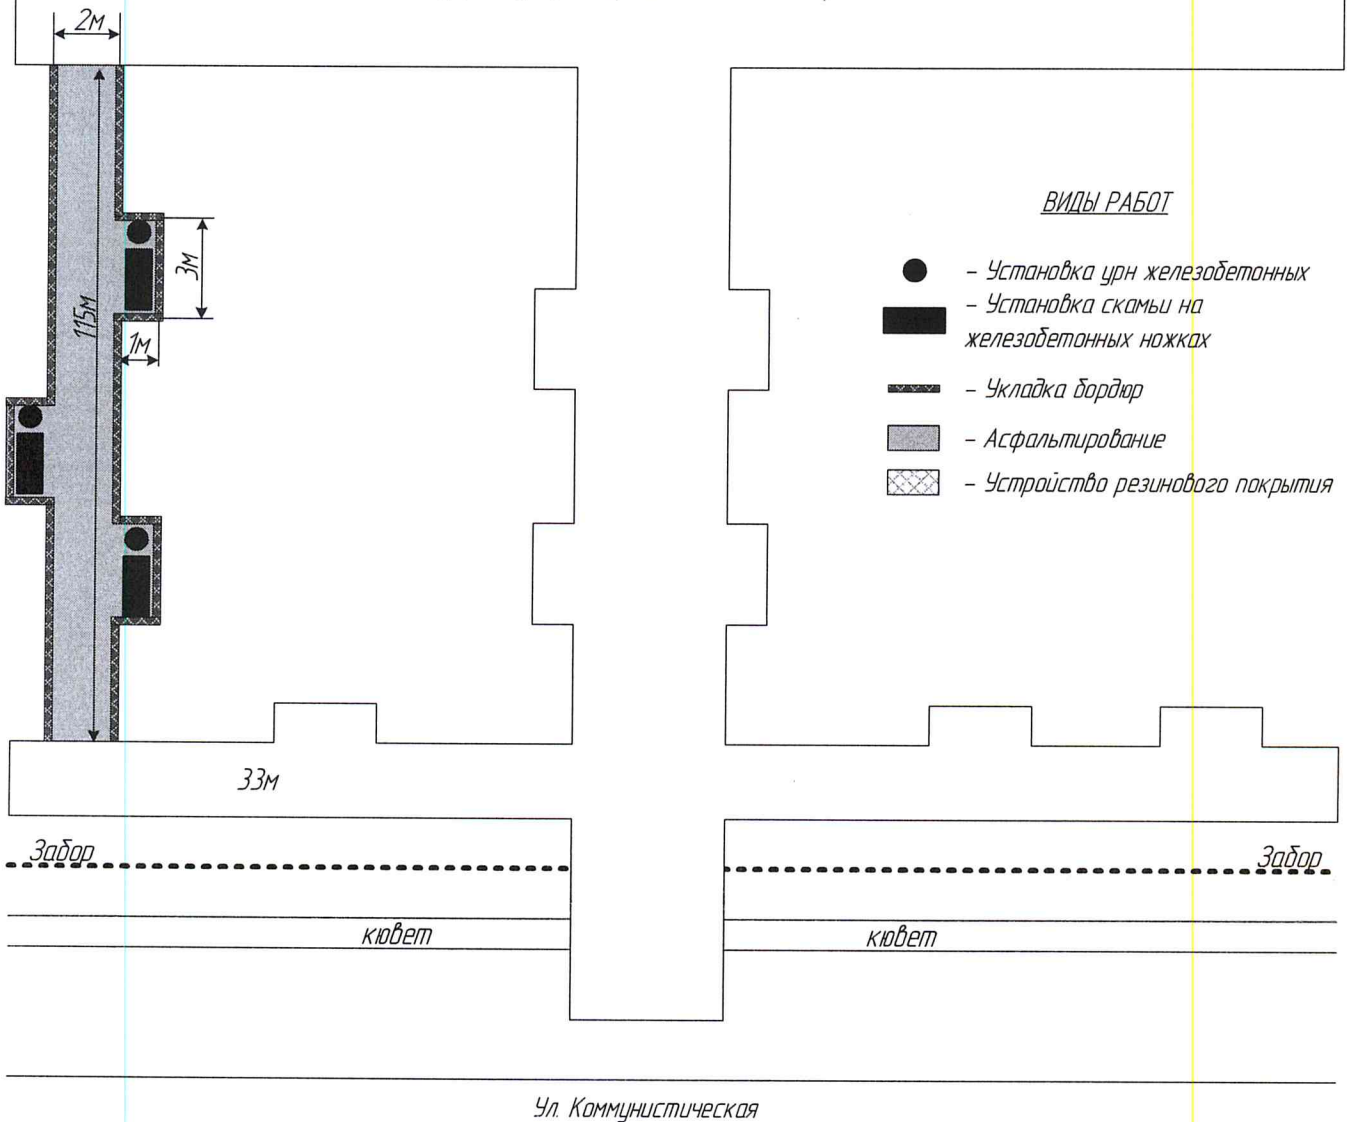 2м
ВИДЫ РАБОТ
– Установка урн железобетонных
– Установка скамьи на
железобетонных ножках
– Укладка бордюр
– Асфальтирование
– Устройство резинового покрытия
3м
115м
1м
33м
Забор
Забор
кювет
кювет
Ул. Коммунистическая